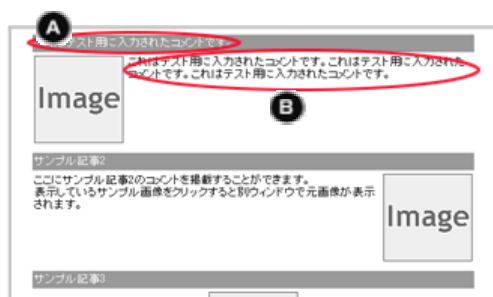 A
テスト用に入力されたコメントです。
Image
これはテスト用に入力されたコメントです。これはテスト用に入力された
コメントです。これはテスト用に入力されたコメントです。
B
サンプル記事2
ここにサンプル記事2のコメントを掲載することができます。
表示しているサンプル画像をクリックすると別ウィンドウで元画像が表示
されます。
Image
サンプル記事3